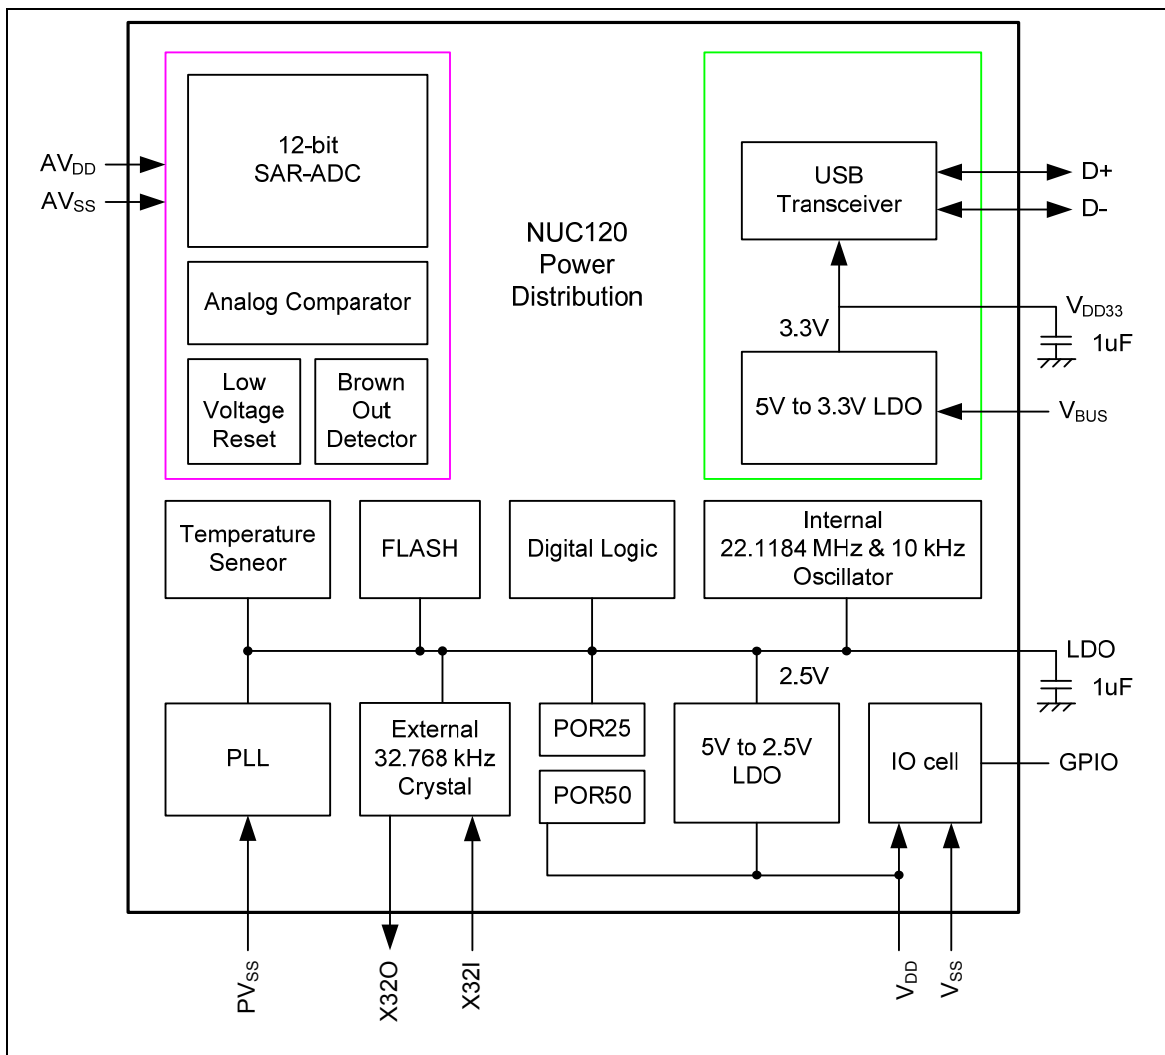 12-bit
SAR-ADC
AVDD
AVSS
Analog Comparator
Low
Voltage
Reset
Brown
Out
Detector
NUC120
Power
Distribution
USB
Transceiver
D+
D-
3.3V
VDD33
1uF
5V to 3.3V LDO
VBUS
Temperature
Seneor
FLASH
Digital Logic
Internal
22.1184 MHz & 10 kHz
Oscillator
2.5V
LDO
1uF
PLL
External
32.768 kHz
Crystal
POR25
POR50
5V to 2.5V
LDO
IO cell
GPIO
PVSS
X32O
X32I
VDD
VSS